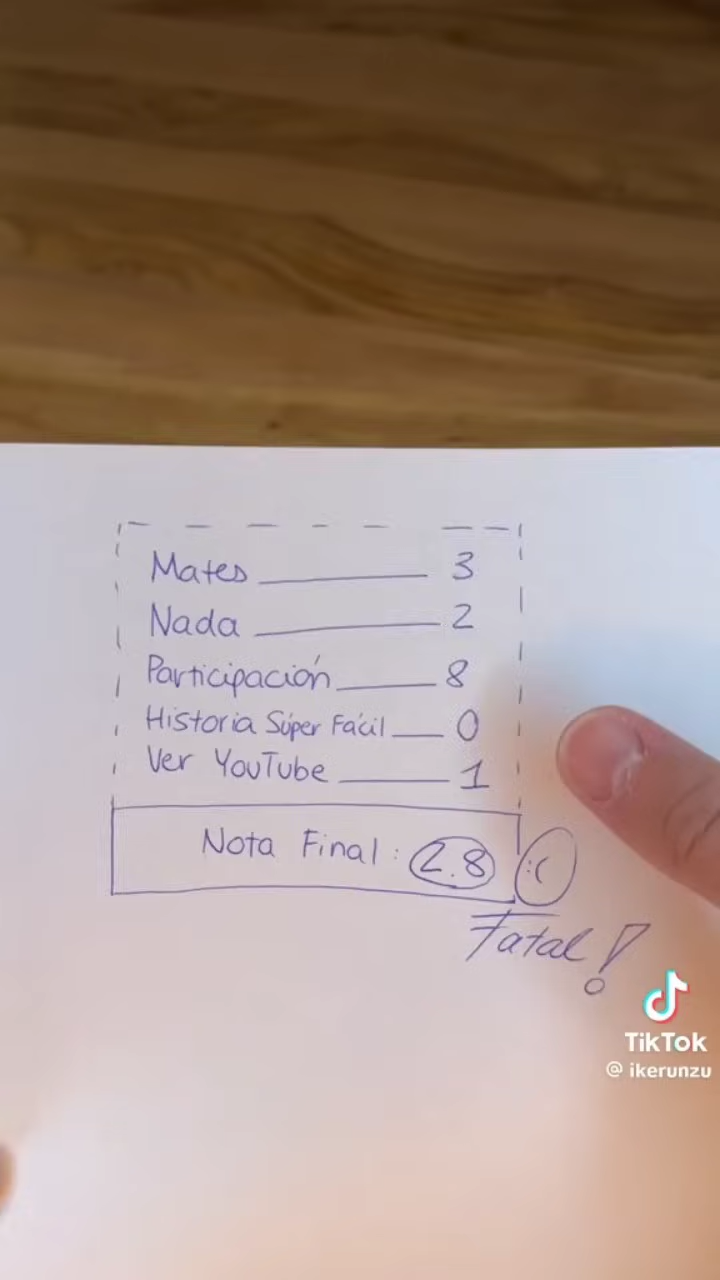 Mates 3
Nada 2
Participación 8
Historia Súper Fácil 0
Ver YouTube 1
Nota Final: 2.8 :(
Fatal!
TikTok
@ikerunzu